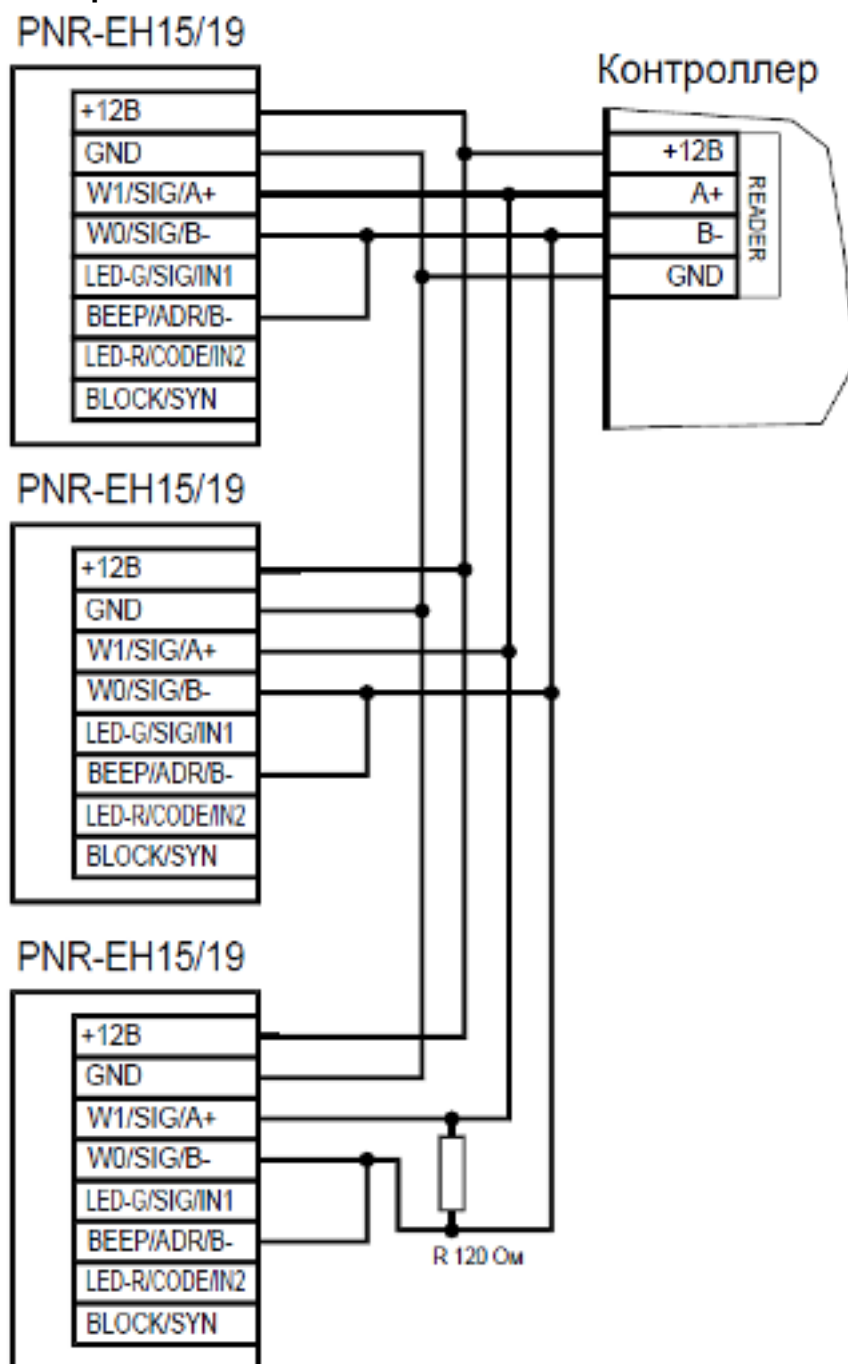 PNR-EH15/19
+12В
GND
W1/SIG/A+
W0/SIG/B-
LED-G/SIG/IN1
BEEP/ADR/B-
LED-R/CODE/IN2
BLOCK/SYN
Контроллер
+12В
A+
B-
GND
READER
PNR-EH15/19
+12В
GND
W1/SIG/A+
W0/SIG/B-
LED-G/SIG/IN1
BEEP/ADR/B-
LED-R/CODE/IN2
BLOCK/SYN
PNR-EH15/19
+12В
GND
W1/SIG/A+
W0/SIG/B-
LED-G/SIG/IN1
BEEP/ADR/B-
LED-R/CODE/IN2
BLOCK/SYN
R 120 Ом